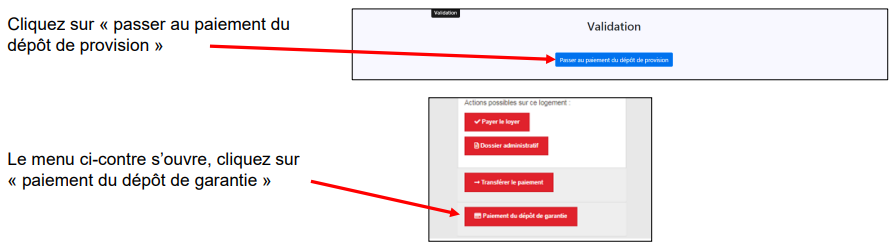 Cliquez sur « passer au paiement du
dépôt de provision »
Validation
Validation
Passer au paiement du dépôt de provision
Actions possibles sur ce logement :
Payer le loyer
Dossier administratif
Le menu ci-contre s’ouvre, cliquez sur
« paiement du dépôt de garantie »
→ Transférer le paiement
Paiement du dépôt de garantie